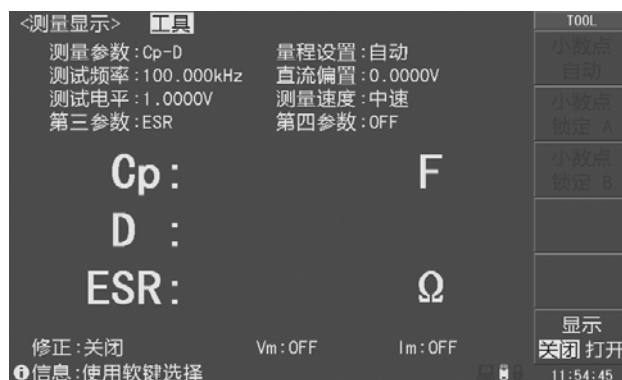 <测量显示> 工具 TOOL
测量参数:Cp-D 量程设置:自动 小数点
测试频率:100.000kHz 直流偏置:0.0000V 自动
测试电平:1.0000V 测量速度:中速 小数点
第三参数:ESR 第四参数:OFF 锁定 A
Cp: F 小数点
锁定 B
D :
ESR: Ω
显示
修正:关闭 Vm:OFF Im:OFF 关闭 打开
信息:使用软键选择 11:54:45